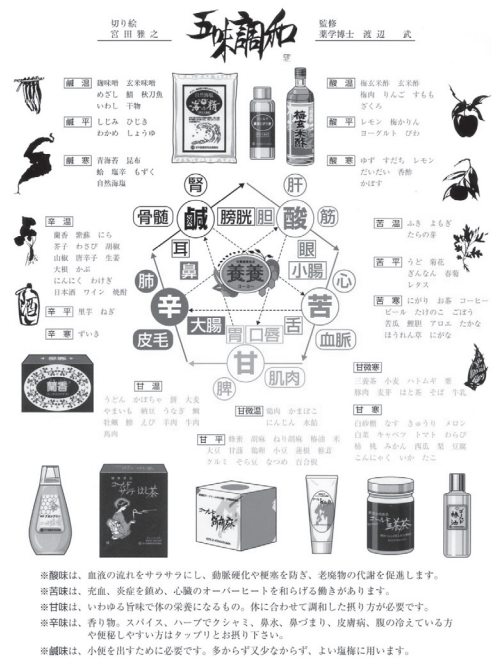 切り絵
宮田雅之
五味調和
監修
薬学博士 渡辺 武
鹹 温 麹味噌 玄米味噌
めざし 鯖 秋刀魚
いわし 干物
鹹 平 しじみ ひじき
わかめ しょうゆ
鹹 寒 青海苔 昆布
蛤 塩辛 もずく
自然海塩
梅玄米酢
酸 温 梅玄米酢 玄米酢
梅肉 りんご すもも
ざくろ
酸 平 レモン 梅かりん
ヨーグルト びわ
酸 寒 ゆず すだち レモン
だいだい 香酢
かぼす
腎
肝
骨髄 鹹 膀胱 胆 酸 筋
耳
眼
鼻
小腸
肺
心
養養
辛
苦
大腸
胃 口唇 舌
皮毛
血脈
甘
脾
肌肉
辛 温
蘭香 紫蘇 にら
芥子 わさび 胡椒
山椒 唐辛子 生姜
大根 かぶ
にんにく わけぎ
日本酒 ワイン 焼酎
辛 平 里芋 ねぎ
辛 寒 ずいき
苦 温 ふき よもぎ
たらの芽
苦 平 うど 菊花
ぎんなん 春菊
レタス
苦 寒 にがり お茶 コーヒー
ビール たけのこ ごぼう
苦瓜 鯉胆 アロエ たかな
ほうれん草 にがな
酒
蘭香
甘 温
うどん かぼちゃ 餅 大麦
やまいも 納豆 うなぎ 鯛
牡蠣 鯵 えび 羊肉 牛肉
馬肉
甘微温 鶏肉 かまぼこ
にんじん 水飴
甘 平 蜂蜜 胡麻 ねり胡麻 椿油 米
大豆 甘藷 鶏卵 小豆 蓮根 椎茸
クルミ そら豆 なつめ 百合根
甘微寒
三養茶 小麦 ハトムギ 蟹
豚肉 麦芽 はと茶 そば 牛乳
甘 寒
白砂糖 なす きゅうり メロン
白菜 キャベツ トマト わらび
柿 桃 みかん 西瓜 梨 豆腐
こんにゃく いか たこ
※酸味は、血液の流れをサラサラにし、動脈硬化や梗塞を防ぎ、老廃物の代謝を促進します。
※苦味は、充血、炎症を鎮め、心臓のオーバーヒートを和らげる働きがあります。
※甘味は、いわゆる旨味で体の栄養になるもの。体に合わせて調和した摂り方が必要です。
※辛味は、香り物。スパイス、ハーブでクシャミ、鼻水、鼻づまり、皮膚病、腹の冷えている方
や便秘しやすい方はタップリとお摂り下さい。
※鹹味は、小便を出すために必要です。多からず又少なからず、よい塩梅に用います。